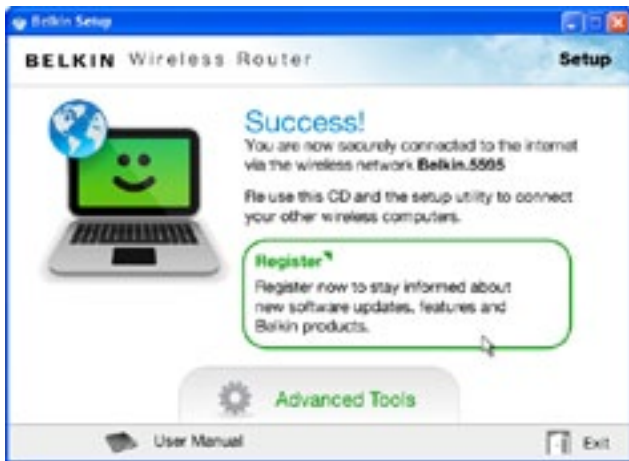 Belkin Setup
BELKIN Wireless Router
Setup
Success!
You are now securely connected to the internet
via the wireless network Belkin.5595
Re use this CD and the setup utility to connect
your other wireless computers.
Register
Register now to stay informed about
new software updates, features and
Belkin products.
Advanced Tools
User Manual
Exit